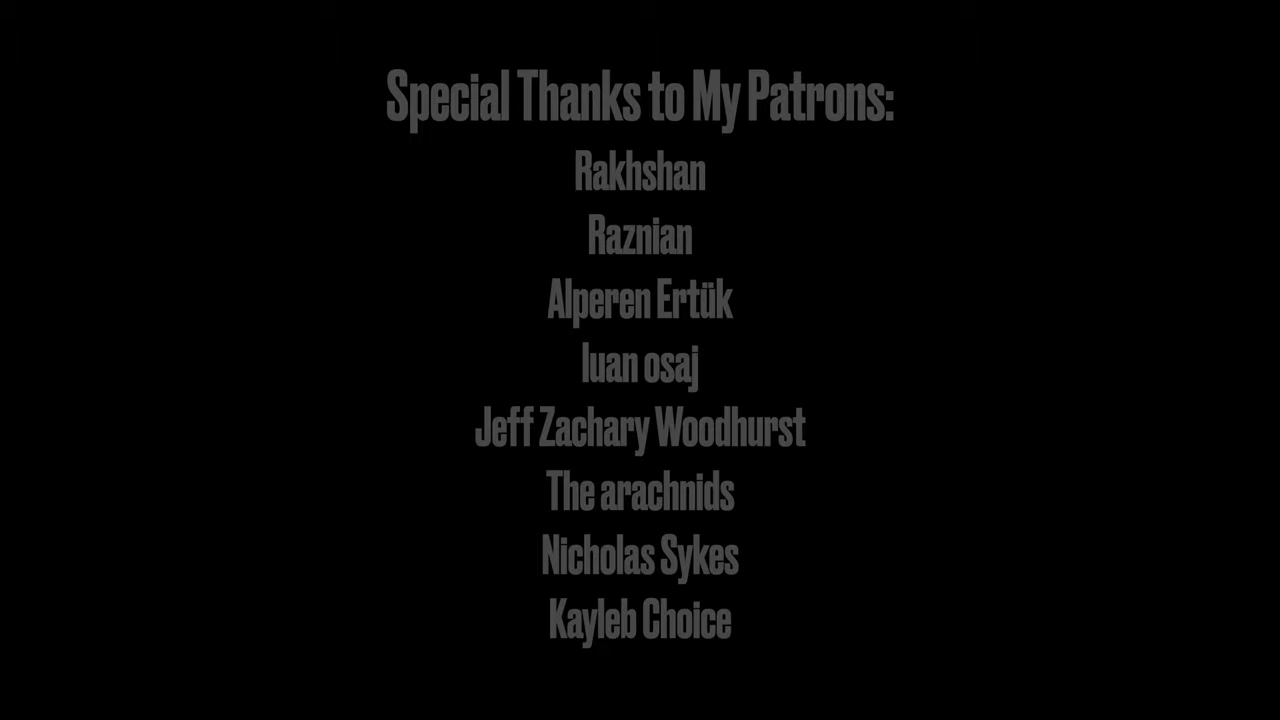 Special Thanks to My Patrons:
Rakhshan
Raznian
Alperen Ertük
luan osaj
Jeff Zachary Woodhurst
The arachnids
Nicholas Sykes
Kayleb Choice